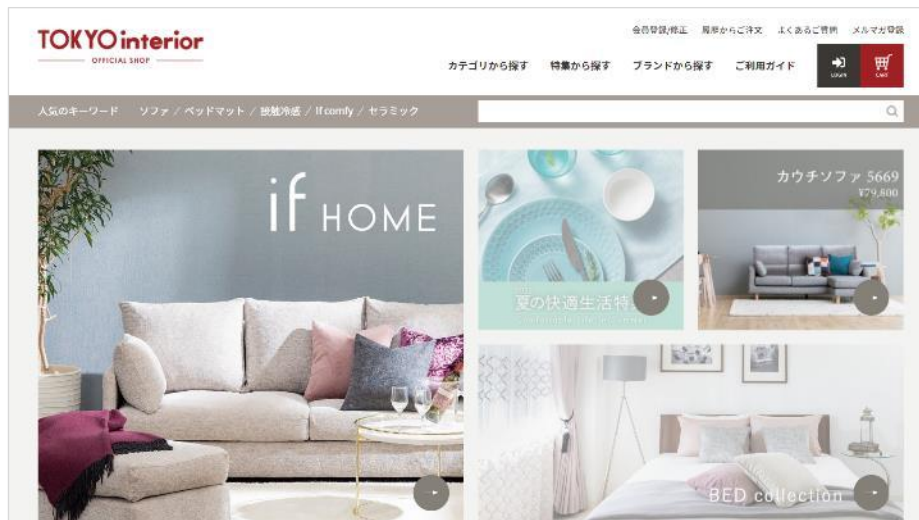 TOKYO interior
OFFICIAL SHOP
会員登録/修正 履歴からご注文 よくあるご質問 メルマガ登録
カテゴリから探す 特集から探す ブランドから探す ご利用ガイド
LOGIN
CART
人気のキーワード ソファ / ベッドマット / 接触冷感 / if comfy / セラミック
if HOME
夏の快適生活特
カウチソファ 5669
¥79,800
BED collection